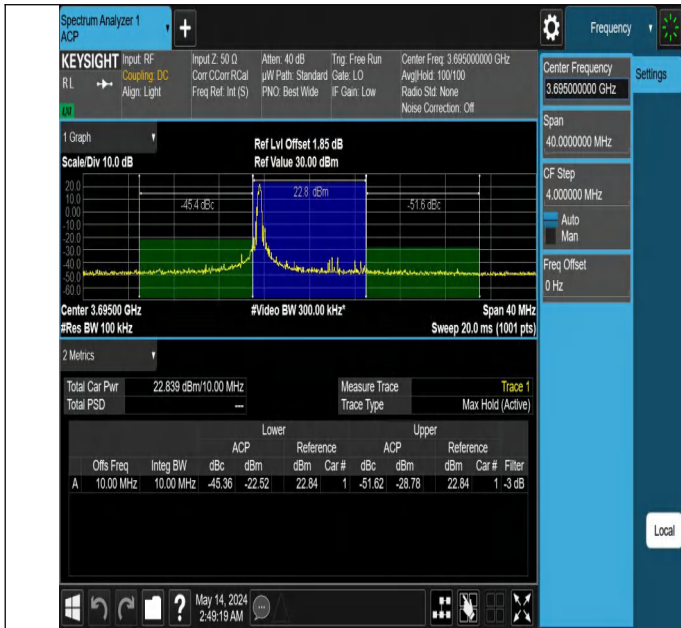 Spectrum Analyzer 1
ACP
+
Frequency
KEYSIGHT
RL
Input: RF
Coupling: DC
Align: Light
Input Z: 50 Ω
Corr CCorr RCal
Freq Ref: Int (S)
Atten: 40 dB
µW Path: Standard
PNO: Best Wide
Trig: Free Run
Gate: LO
IF Gain: Low
Center Freq: 3.695000000 GHz
Avg|Hold: 100/100
Radio Std: None
Noise Correction: Off
Center Frequency
3.695000000 GHz
Settings
Span
40.0000000 MHz
CF Step
4.000000 MHz
Auto
Man
Freq Offset
0 Hz
1 Graph
Scale/Div 10.0 dB
Ref Lvl Offset 1.85 dB
Ref Value 30.00 dBm
20.0
10.0
0.00
-10.0
-20.0
-30.0
-40.0
-50.0
-60.0
-45.4 dBc
22.8 dBm
-51.6 dBc
Center 3.69500 GHz
#Video BW 300.00 kHz*
Span 40 MHz
#Res BW 100 kHz
Sweep 20.0 ms (1001 pts)
2 Metrics
Total Car Pwr 22.839 dBm/10.00 MHz
Total PSD ---
Measure Trace Trace 1
Trace Type Max Hold (Active)
Lower Upper
ACP Reference ACP Reference
Offs Freq Integ BW dBc dBm dBm Car # dBc dBm dBm Car # Filter
A 10.00 MHz 10.00 MHz -45.36 -22.52 22.84 1 -51.62 -28.78 22.84 1 -3 dB
Local
?
May 14, 2024
2:49:19 AM